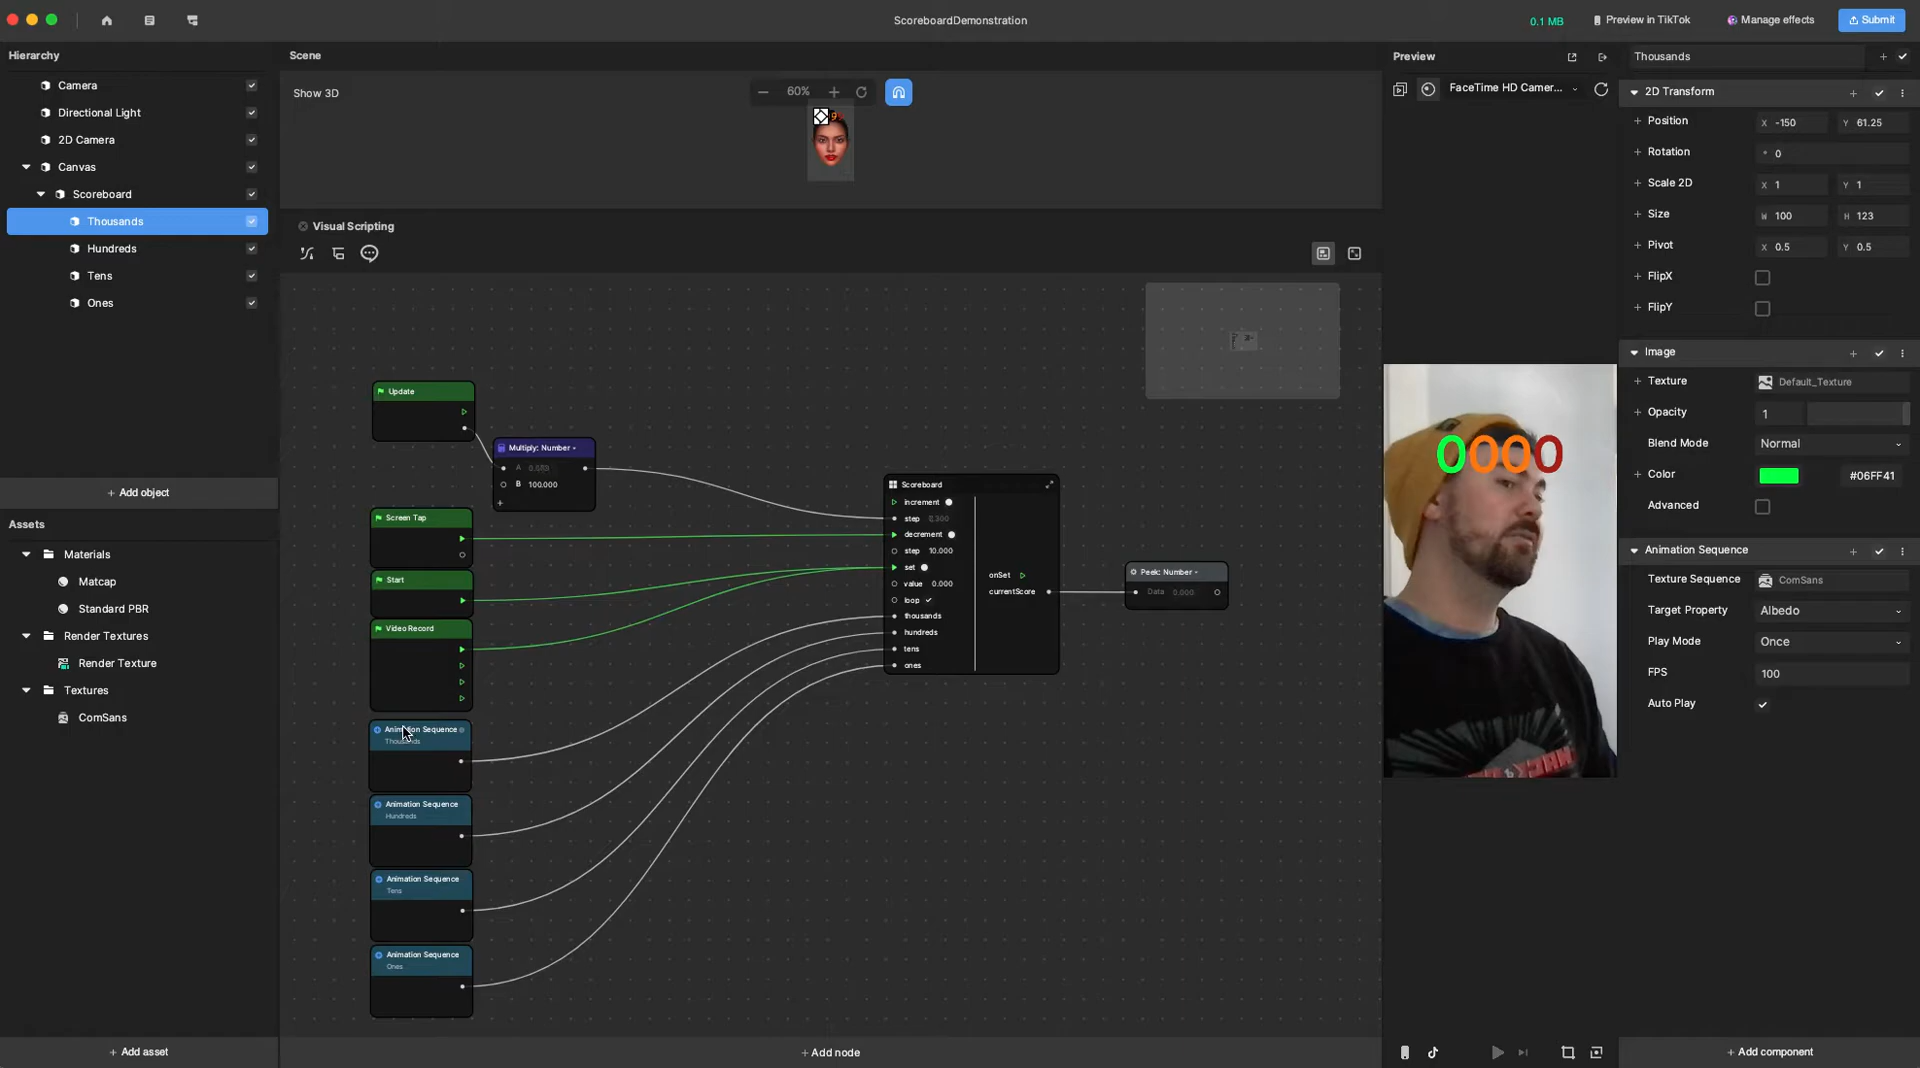 ScoreboardDemonstration
0.1 MB
Preview in TikTok
Manage effects
Submit
Hierarchy
Camera
Directional Light
2D Camera
Canvas
Scoreboard
Thousands
Hundreds
Tens
Ones
+ Add object
Assets
Materials
Matcap
Standard PBR
Render Textures
Render Texture
Textures
ComSans
+ Add asset
Scene
Show 3D
60%
Visual Scripting
Update
Multiply: Number
A
B 100.000
+
Screen Tap
Start
Video Record
Animation Sequence
Thousands
Animation Sequence
Hundreds
Animation Sequence
Tens
Animation Sequence
Ones
Scoreboard
increment
step 0.300
decrement
step 10.000
set
value 0.000
loop
thousands
hundreds
tens
ones
onSet
currentScore
Peek: Number
Data 0.000
+ Add node
Preview
FaceTime HD Camer...
0000
Thousands
2D Transform
Position X -150 Y 61.25
Rotation ° 0
Scale 2D X 1 Y 1
Size W 100 H 123
Pivot X 0.5 Y 0.5
FlipX
FlipY
Image
Texture Default_Texture
Opacity 1
Blend Mode Normal
Color #06FF41
Advanced
Animation Sequence
Texture Sequence ComSans
Target Property Albedo
Play Mode Once
FPS 100
Auto Play
+ Add component